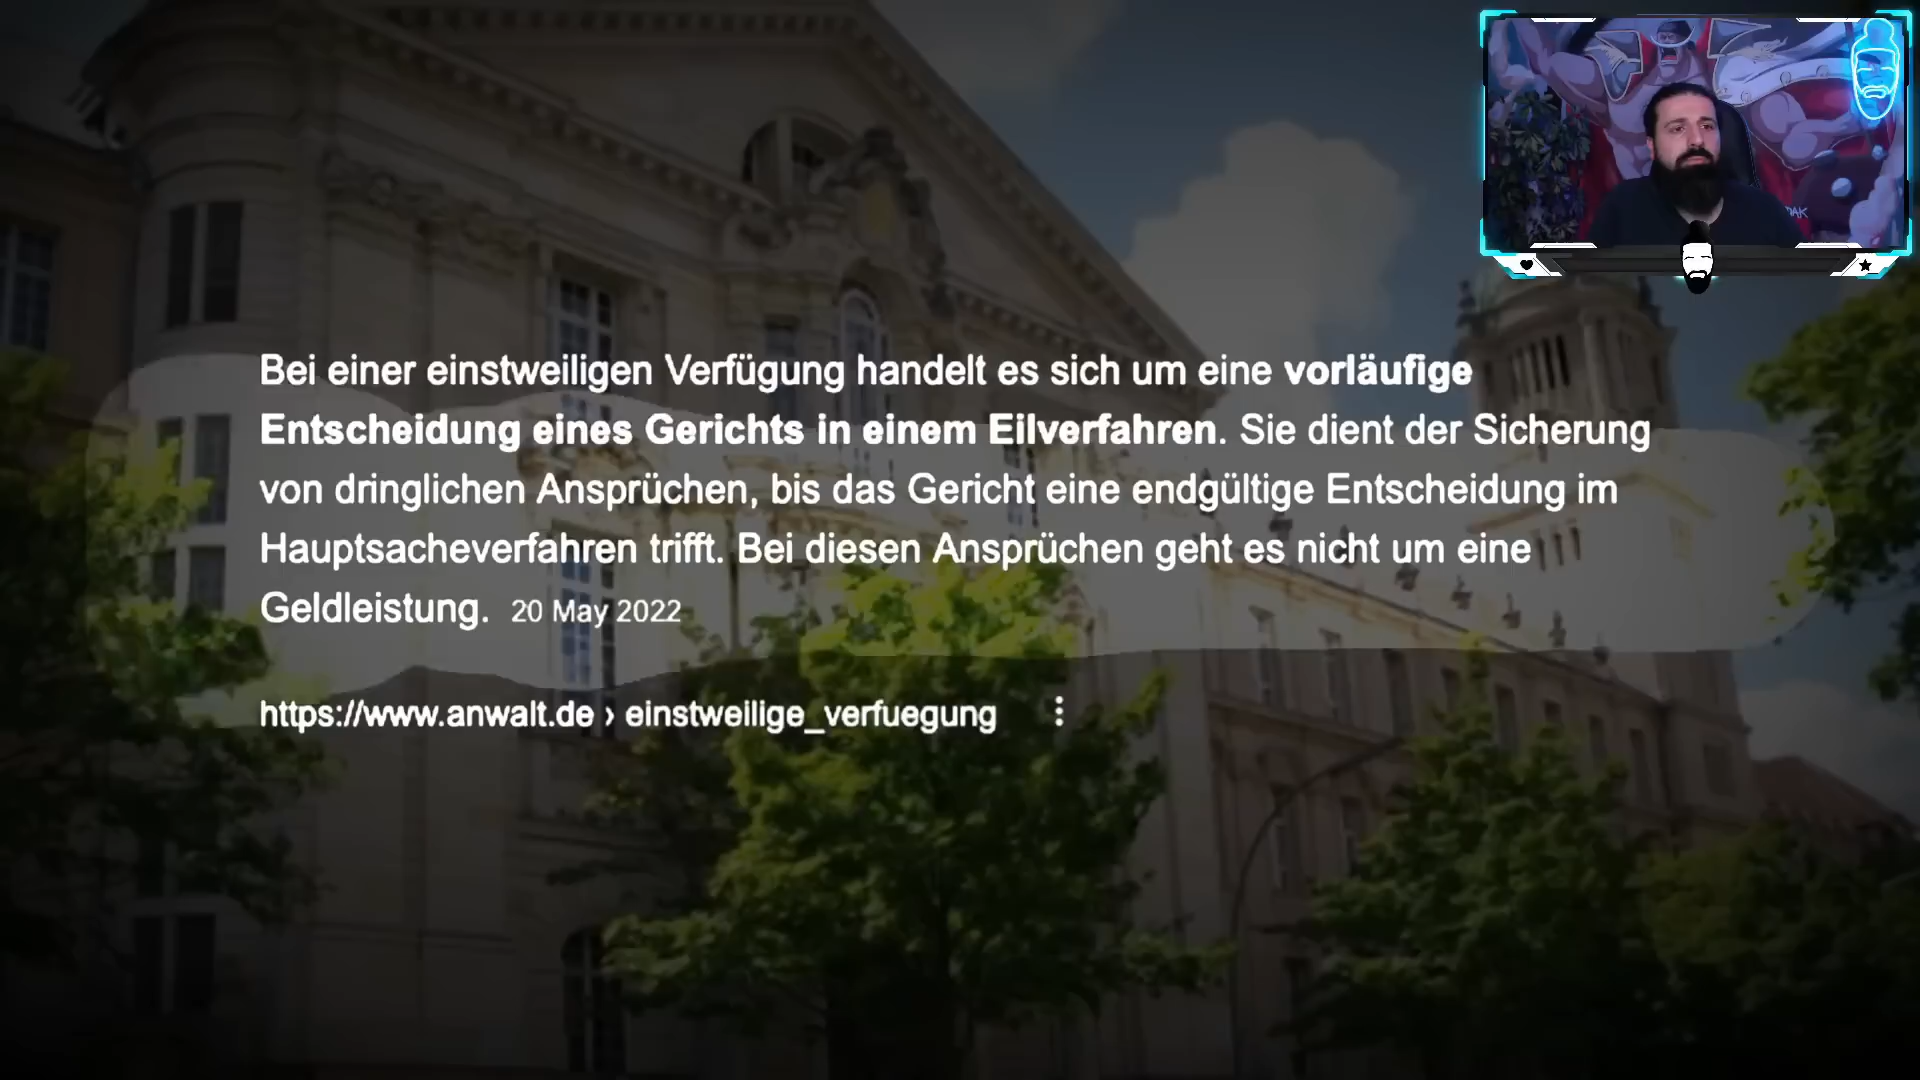 Bei einer einstweiligen Verfügung handelt es sich um eine vorläufige
Entscheidung eines Gerichts in einem Eilverfahren. Sie dient der Sicherung
von dringlichen Ansprüchen, bis das Gericht eine endgültige Entscheidung im
Hauptsacheverfahren trifft. Bei diesen Ansprüchen geht es nicht um eine
Geldleistung. 20 May 2022
https://www.anwalt.de › einstweilige_verfuegung